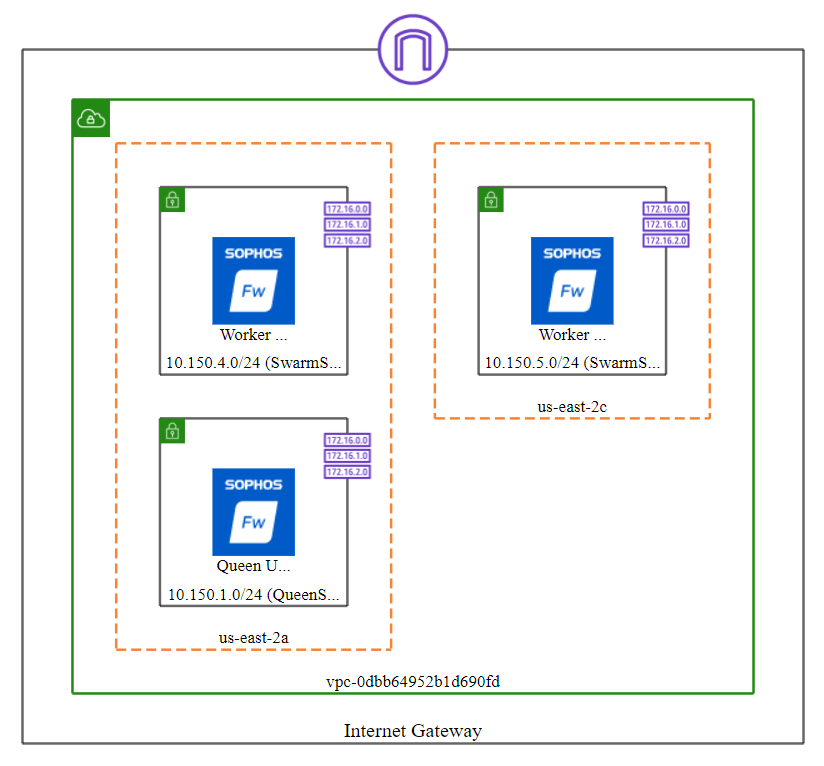 172.16.0.0
172.16.1.0
172.16.2.0
SOPHOS
Fw
Worker ...
10.150.4.0/24 (SwarmS...
172.16.0.0
172.16.1.0
172.16.2.0
SOPHOS
Fw
Worker ...
10.150.5.0/24 (SwarmS...
us-east-2c
172.16.0.0
172.16.1.0
172.16.2.0
SOPHOS
Fw
Queen U...
10.150.1.0/24 (QueenS...
us-east-2a
vpc-0dbb64952b1d690fd
Internet Gateway